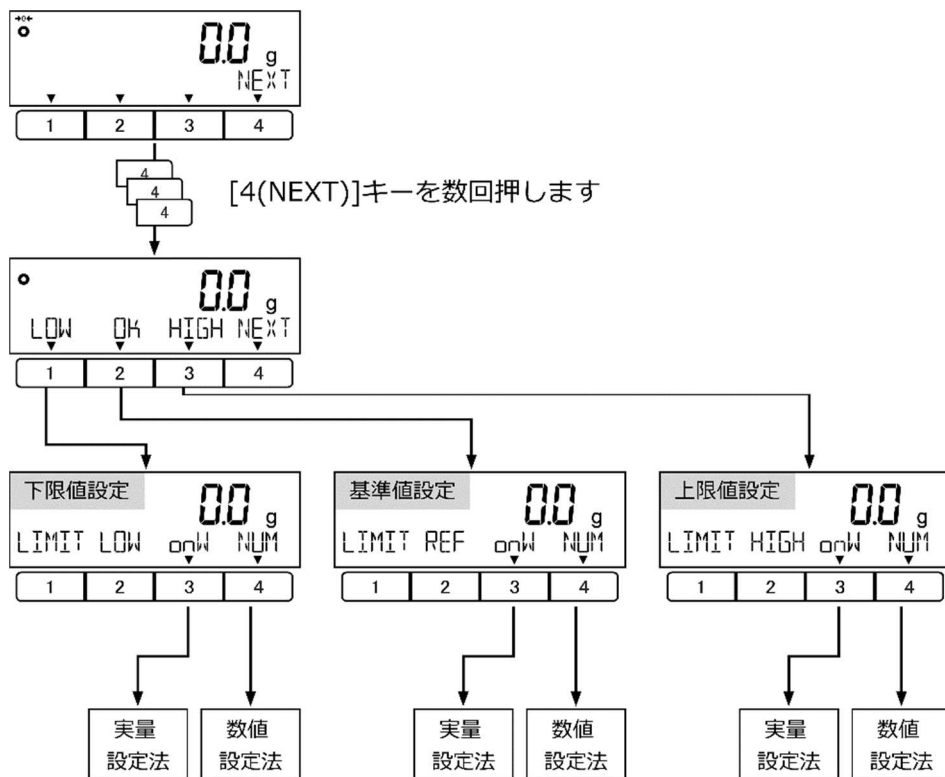 →0←
0.0 g
NEXT
1 2 3 4
4
4
4
[4(NEXT)]キーを数回押します
0.0 g
LOW OK HIGH NEXT
1 2 3 4
下限値設定 0.0 g
LIMIT LOW onW NUM
1 2 3 4
基準値設定 0.0 g
LIMIT REF onW NUM
1 2 3 4
上限値設定 0.0 g
LIMIT HIGH onW NUM
1 2 3 4
実量
設定法
数値
設定法
実量
設定法
数値
設定法
実量
設定法
数値
設定法